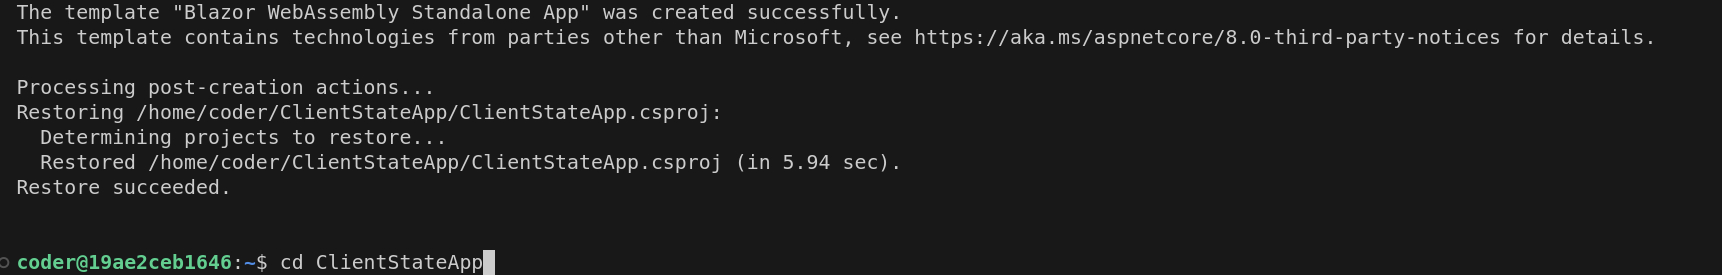 The template "Blazor WebAssembly Standalone App" was created successfully.
This template contains technologies from parties other than Microsoft, see https://aka.ms/aspnetcore/8.0-third-party-notices for details.
Processing post-creation actions...
Restoring /home/coder/ClientStateApp/ClientStateApp.csproj:
  Determining projects to restore...
  Restored /home/coder/ClientStateApp/ClientStateApp.csproj (in 5.94 sec).
Restore succeeded.
coder@19ae2ceb1646:~$ cd ClientStateApp